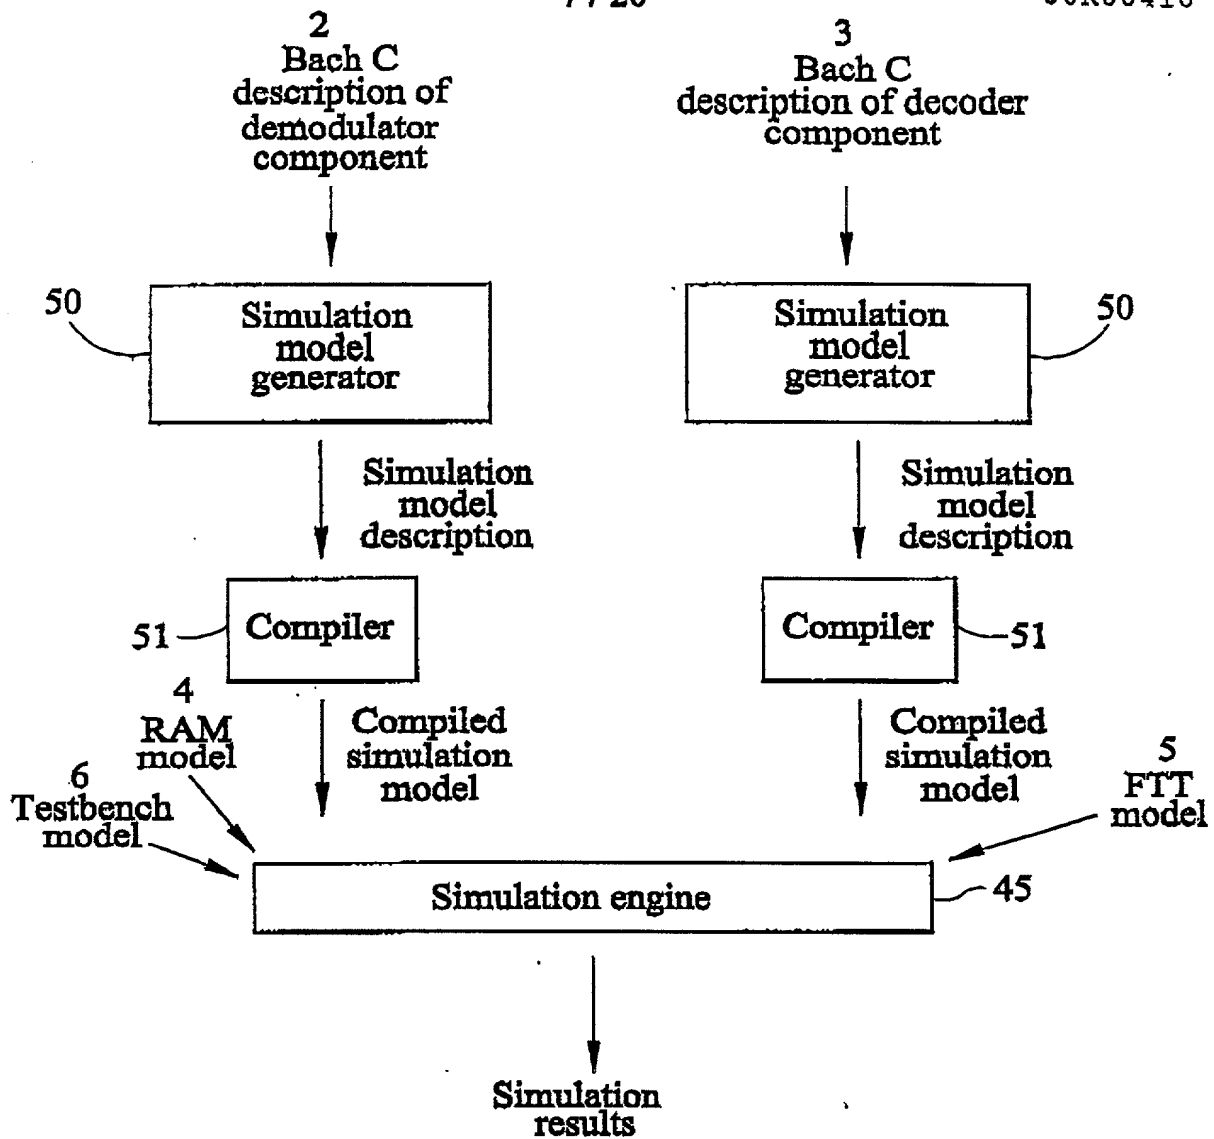 2
Bach C
description of
demodulator
component
3
Bach C
description of decoder
component
50
Simulation
model
generator
Simulation
model
generator
50
Simulation
model
description
Simulation
model
description
51
Compiler
Compiler
51
4
RAM
model
Compiled
simulation
model
Compiled
simulation
model
5
FTT
model
6
Testbench
model
Simulation engine
45
Simulation
results